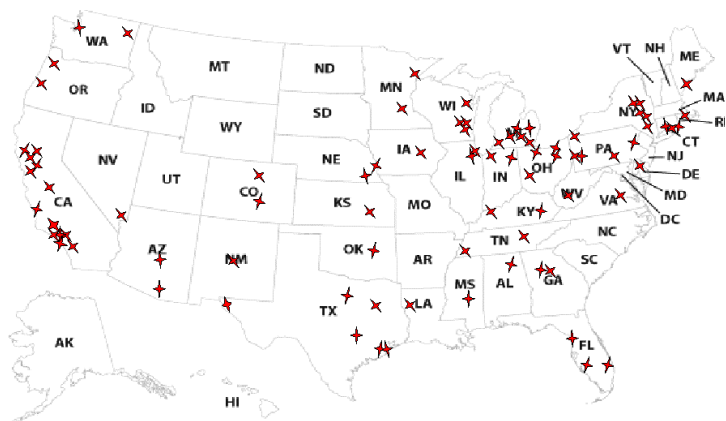 VT
NH
ME
WA
MT
ND
MN
OR
ID
SD
WI
MI
NY
MA
RI
WY
CT
NE
IA
PA
NJ
NV
UT
IL
IN
OH
DE
CA
CO
KS
MO
WV
VA
MD
KY
DC
AZ
NM
OK
AR
TN
NC
SC
TX
LA
MS
AL
GA
AK
FL
HI